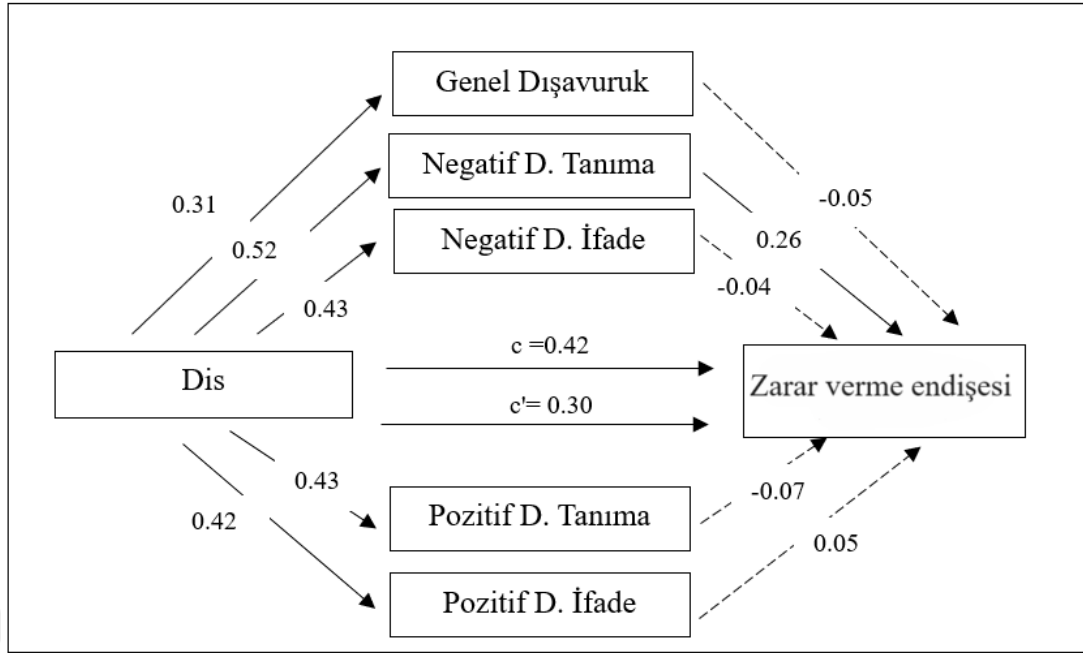 Genel Dışavuruk
Negatif D. Tanıma
0.31
-0.05
Negatif D. İfade
0.26
0.52
-0.04
0.43
c =0.42
Dis
Zarar verme endişesi
c'= 0.30
0.43
-0.07
Pozitif D. Tanıma
0.42
0.05
Pozitif D. İfade